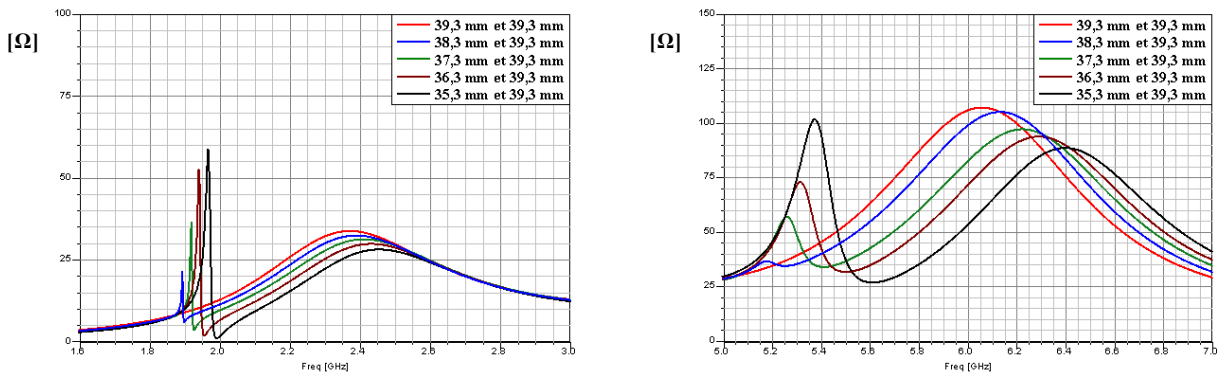 [Ω]
100
75
50
25
0
1.6
1.8
2.0
2.2
2.4
2.6
2.8
3.0
Freq [GHz]
39,3 mm et 39,3 mm
38,3 mm et 39,3 mm
37,3 mm et 39,3 mm
36,3 mm et 39,3 mm
35,3 mm et 39,3 mm
[Ω]
150
125
100
75
50
25
0
5.0
5.2
5.4
5.6
5.8
6.0
6.2
6.4
6.6
6.8
7.0
Freq [GHz]
39,3 mm et 39,3 mm
38,3 mm et 39,3 mm
37,3 mm et 39,3 mm
36,3 mm et 39,3 mm
35,3 mm et 39,3 mm